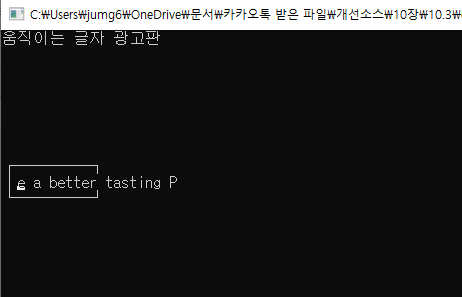 C:₩Users₩jumg6₩OneDrive₩문서₩카카오톡 받은 파일₩개선소스₩10장₩10.3₩
움직이는 글자 광고판
e a better tasting P